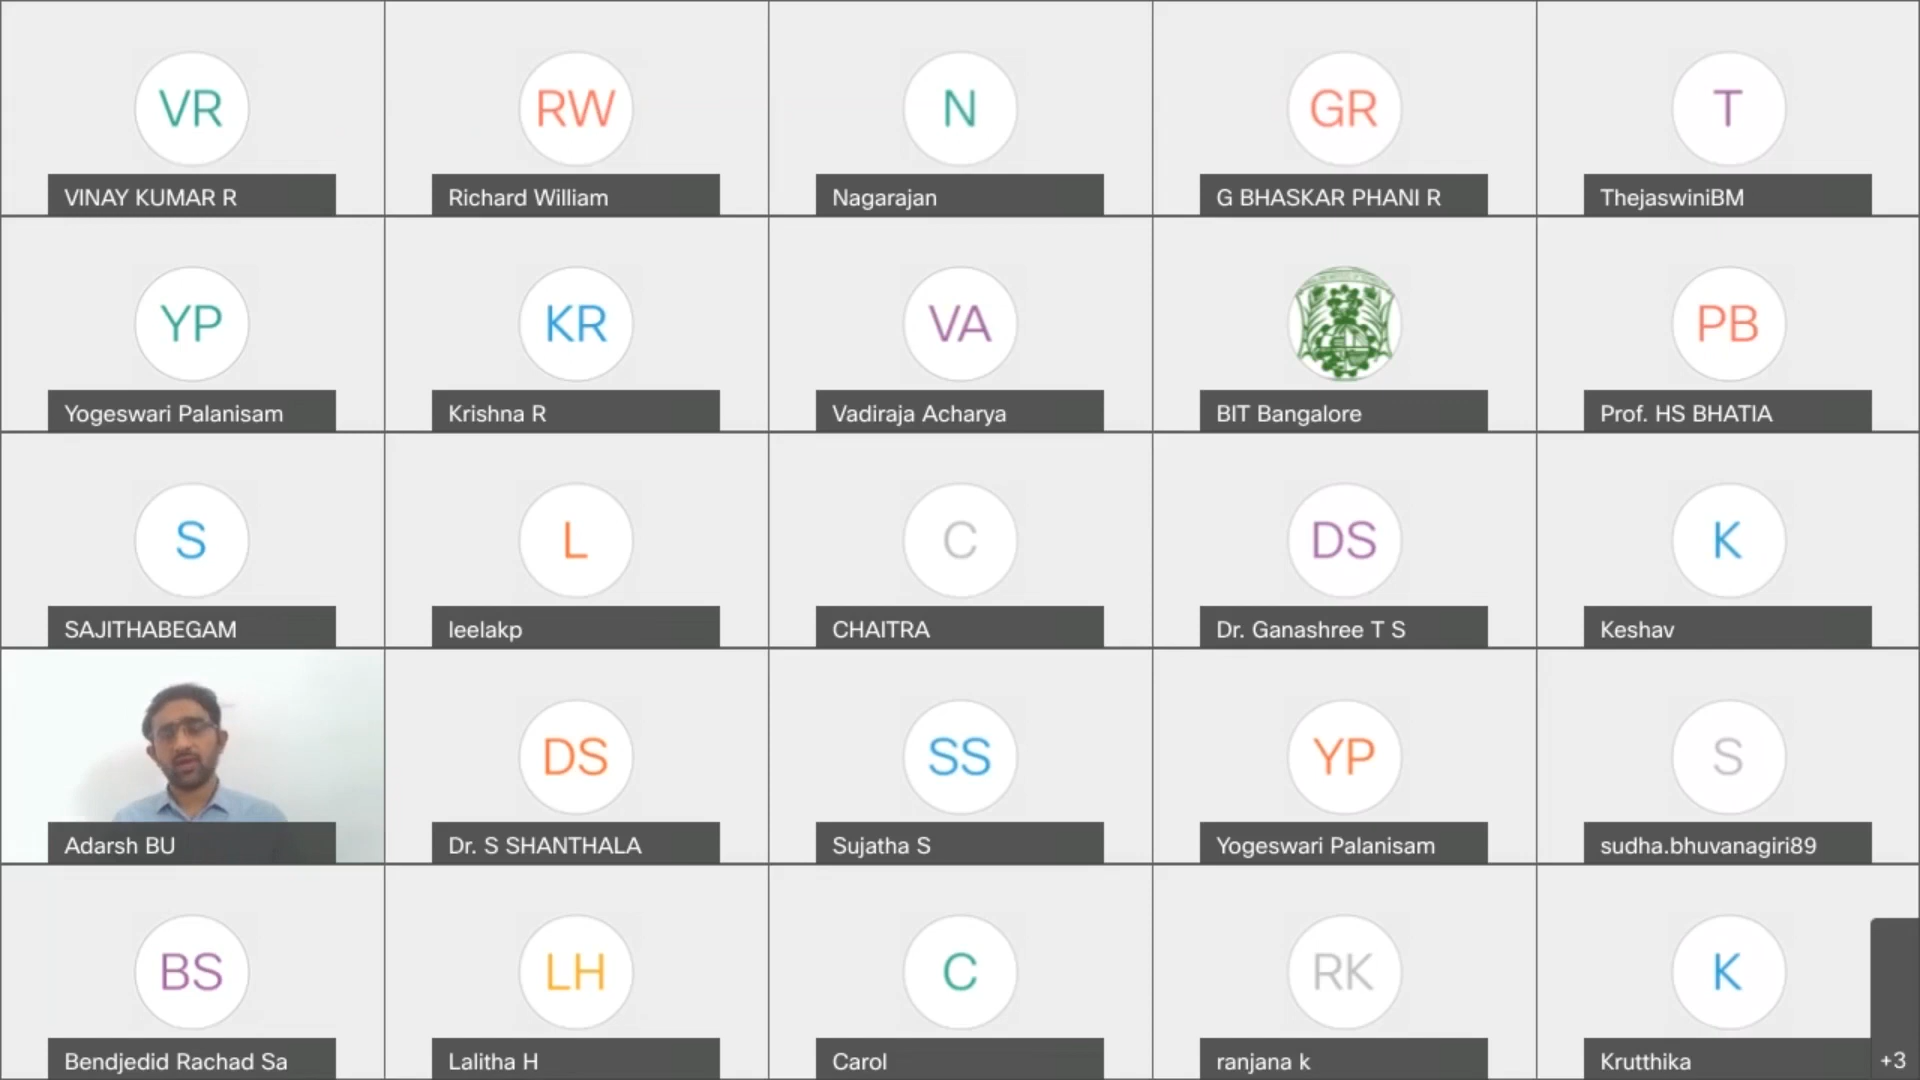 VR
RW
N
GR
T
VINAY KUMAR R
Richard William
Nagarajan
G BHASKAR PHANI R
ThejaswiniBM
YP
KR
VA
PB
Yogeswari Palanisam
Krishna R
Vadiraja Acharya
BIT Bangalore
Prof. HS BHATIA
S
L
C
DS
K
SAJITHABEGAM
leelakp
CHAITRA
Dr. Ganashree T S
Keshav
DS
SS
YP
S
Adarsh BU
Dr. S SHANTHALA
Sujatha S
Yogeswari Palanisam
sudha.bhuvanagiri89
BS
LH
C
RK
K
Bendjedid Rachad Sa
Lalitha H
Carol
ranjana k
Krutthika
+3